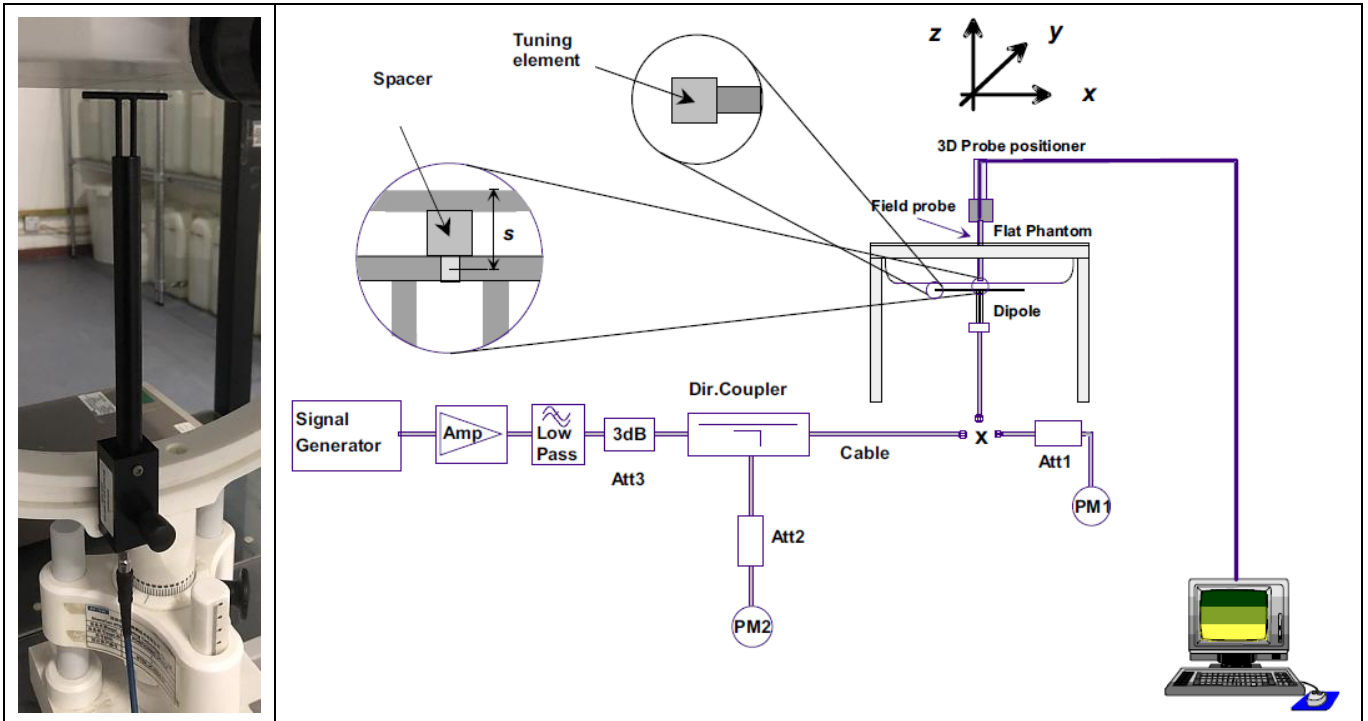 Tuning
element
Spacer
s
z
y
x
3D Probe positioner
Field probe
Flat Phantom
Dipole
Dir.Coupler
Signal
Generator
Amp
Low
Pass
3dB
Att3
Cable
x
Att1
PM1
Att2
PM2